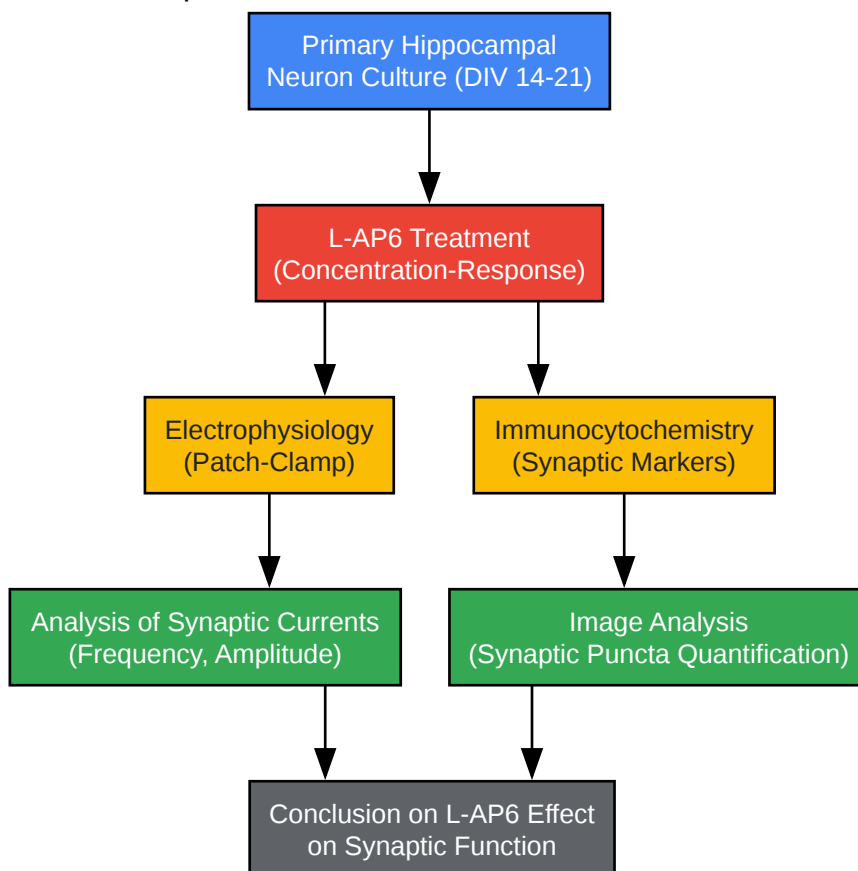 Primary Hippocampal
Neuron Culture (DIV 14-21)
L-AP6 Treatment
(Concentration-Response)
Electrophysiology
(Patch-Clamp)
Immunocytochemistry
(Synaptic Markers)
Analysis of Synaptic Currents
(Frequency, Amplitude)
Image Analysis
(Synaptic Puncta Quantification)
Conclusion on L-AP6 Effect
on Synaptic Function